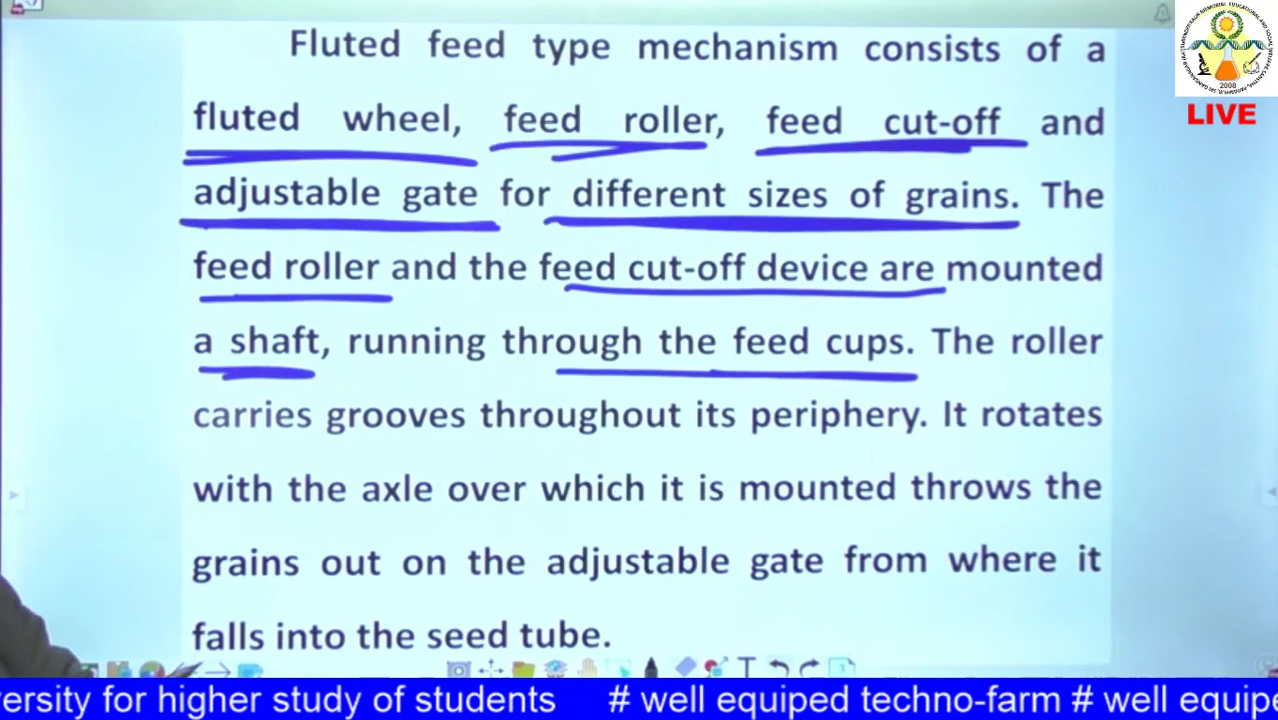 Fluted feed type mechanism consists of a
fluted wheel, feed roller, feed cut-off and
adjustable gate for different sizes of grains. The
feed roller and the feed cut-off device are mounted
a shaft, running through the feed cups. The roller
carries grooves throughout its periphery. It rotates
with the axle over which it is mounted throws the
grains out on the adjustable gate from where it
falls into the seed tube.
2008
LIVE
ersity for higher study of students # well equiped techno-farm # well equipe